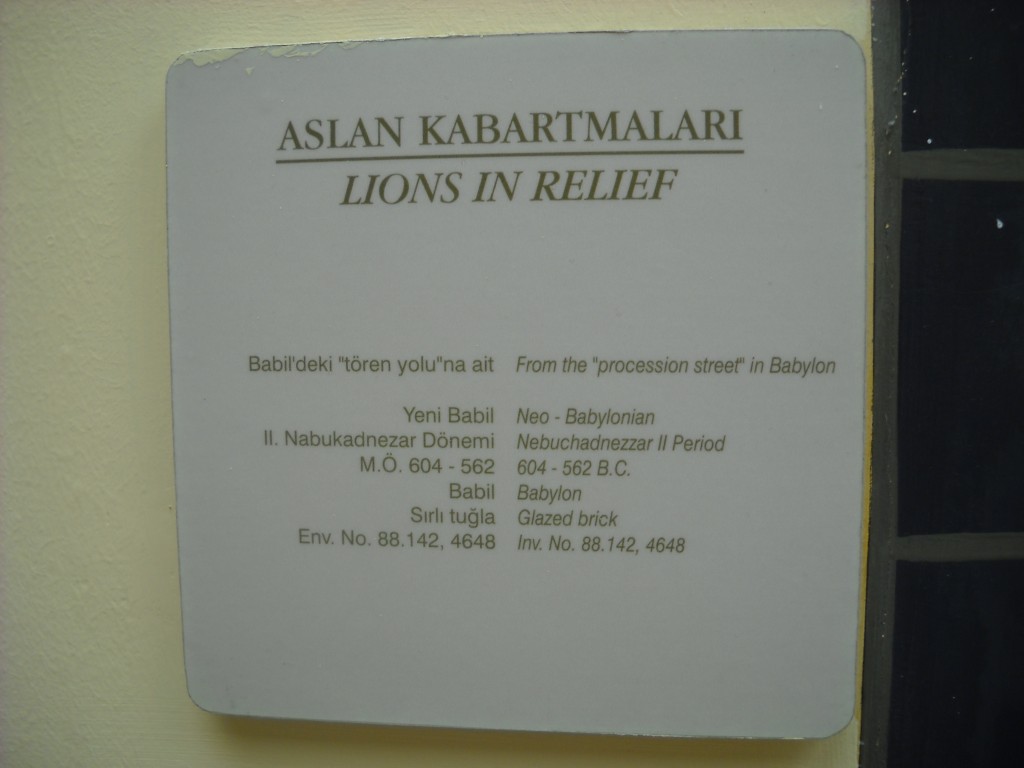 ASLAN KABARTMALARI
LIONS IN RELIEF
Babil'deki "tören yolu"na ait From the "procession street" in Babylon
Yeni Babil Neo - Babylonian
II. Nabukadnezar Dönemi Nebuchadnezzar II Period
M.Ö. 604 - 562 604 - 562 B.C.
Babil Babylon
Sırlı tuğla Glazed brick
Env. No. 88.142, 4648 Inv. No. 88.142, 4648